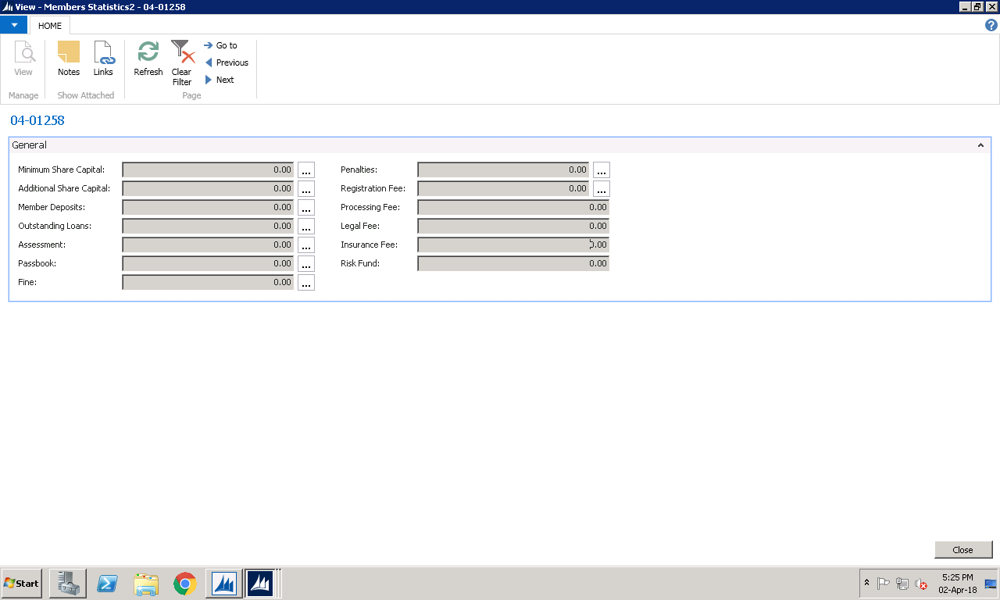 View - Members Statistics2 - 04-01258
HOME
View
Notes
Links
Refresh
Clear
Filter
Go to
Previous
Next
Manage
Show Attached
Page
04-01258
General
Minimum Share Capital: 0.00 ... Penalties: 0.00 ...
Additional Share Capital: 0.00 ... Registration Fee: 0.00 ...
Member Deposits: 0.00 ... Processing Fee: 0.00
Outstanding Loans: 0.00 ... Legal Fee: 0.00
Assessment: 0.00 ... Insurance Fee: 0.00
Passbook: 0.00 ... Risk Fund: 0.00
Fine: 0.00 ...
Close
Start
5:25 PM
02-Apr-18